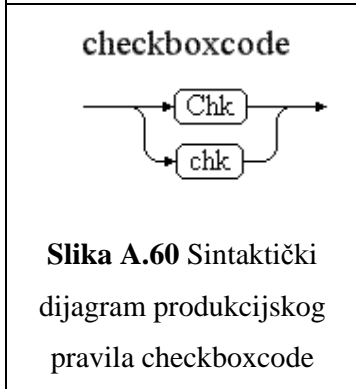 checkboxcode
Chk
chk
Slika A.60 Sintaktički
dijagram produkcijskog
pravila checkboxcode